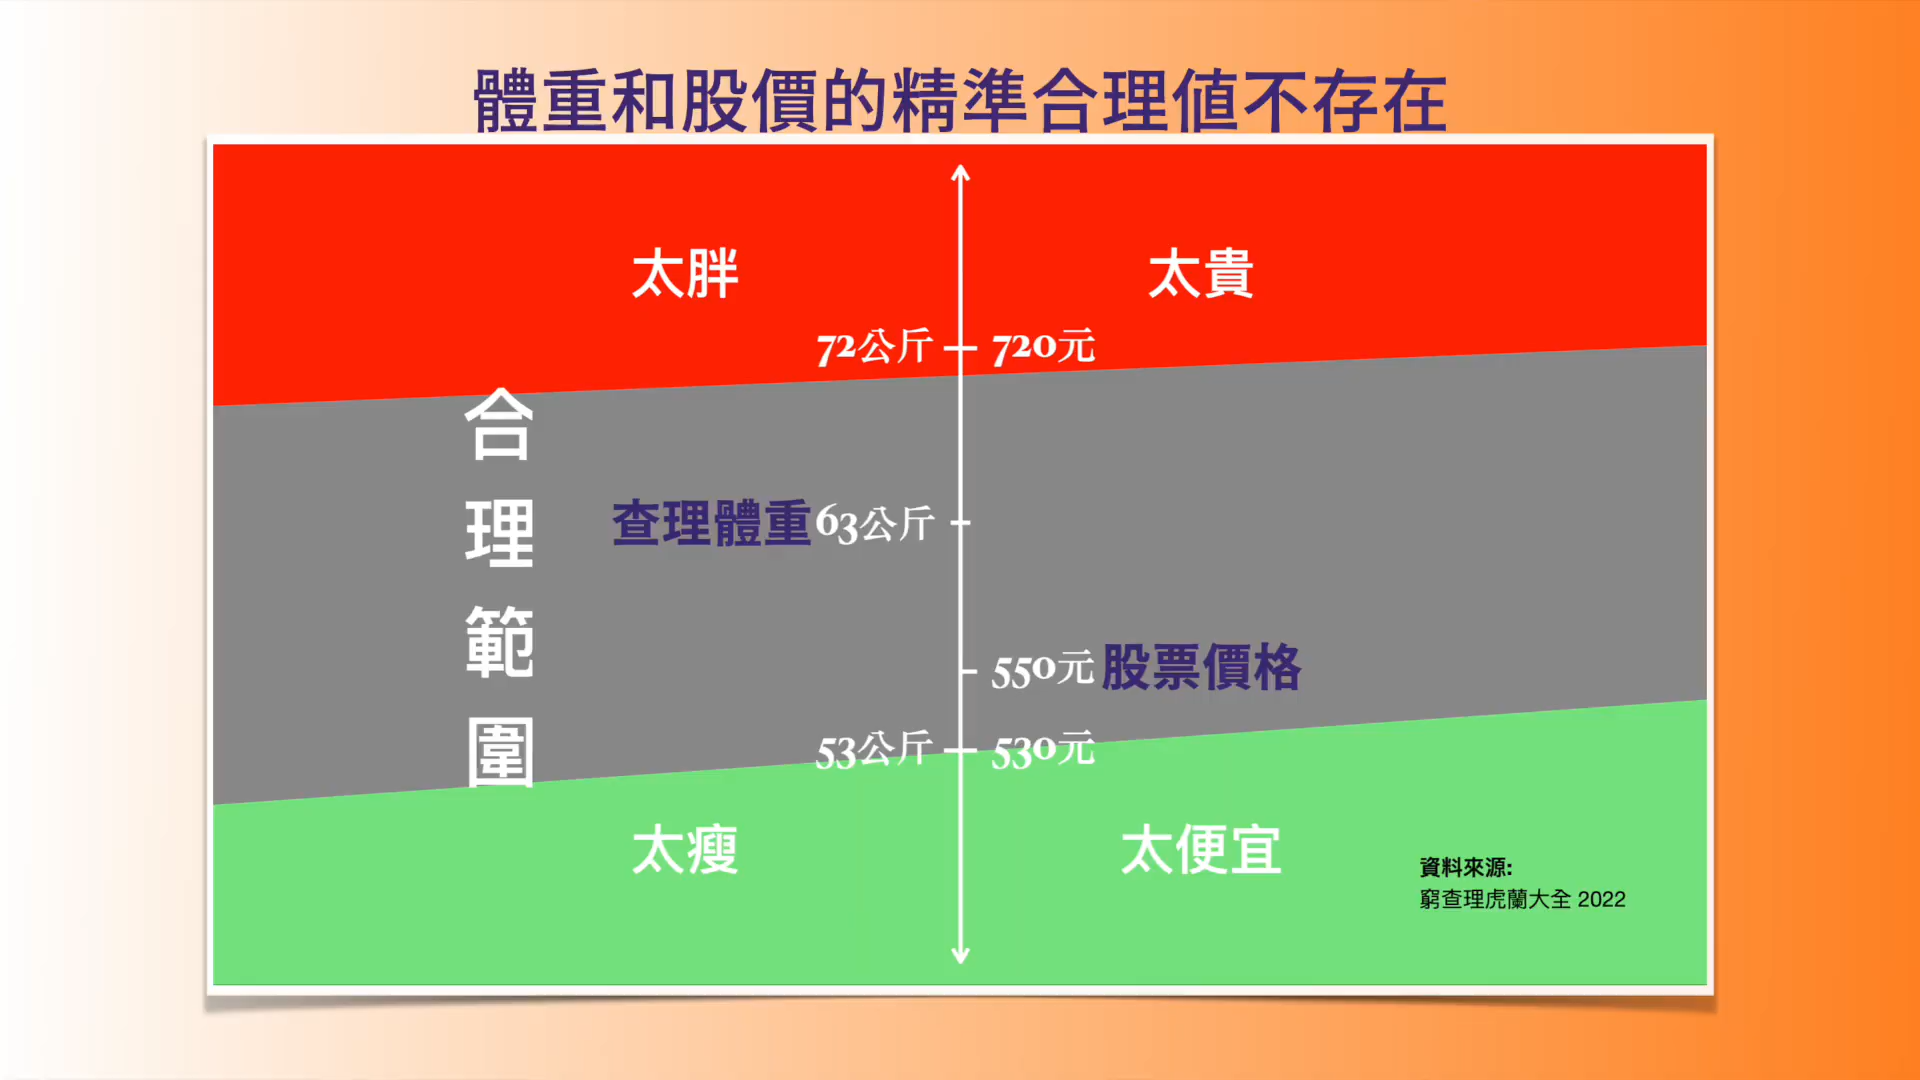 體重和股價的精準合理值不存在
太胖
太貴
72公斤
720元
合理範圍
查理體重63公斤
550元股票價格
53公斤
530元
太瘦
太便宜
資料來源:
窮查理虎蘭大全 2022